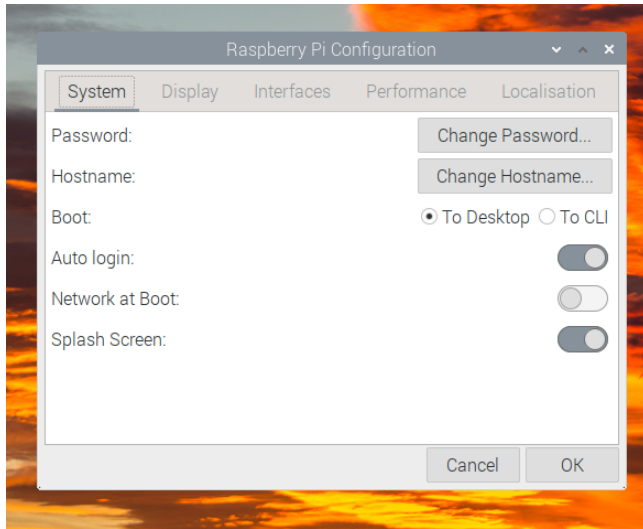 Raspberry Pi Configuration
System Display Interfaces Performance Localisation
Password: Change Password...
Hostname: Change Hostname...
Boot: To Desktop To CLI
Auto login:
Network at Boot:
Splash Screen:
Cancel OK